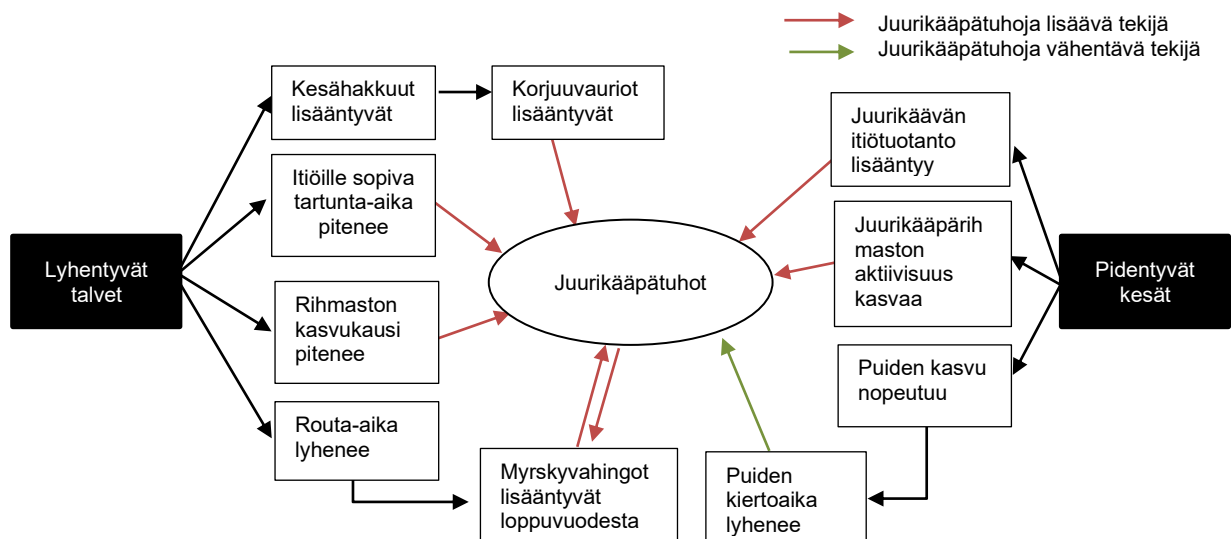 Juurikääpätuhoja lisäävä tekijä
Juurikääpätuhoja vähentävä tekijä
Kesähakkuut
lisääntyvät
Korjuuvauriot
lisääntyvät
Juurikäävän
itiötuotanto
lisääntyy
Itiöille sopiva
tartunta-aika
pitenee
Juurikääpärih
maston
aktiivisuus
kasvaa
Lyhentyvät
talvet
Juurikääpätuhot
Pidentyvät
kesät
Rihmaston
kasvukausi
pitenee
Puiden kasvu
nopeutuu
Routa-aika
lyhenee
Myrskyvahingot
lisääntyvät
loppuvuodesta
Puiden
kiertoaika
lyhenee